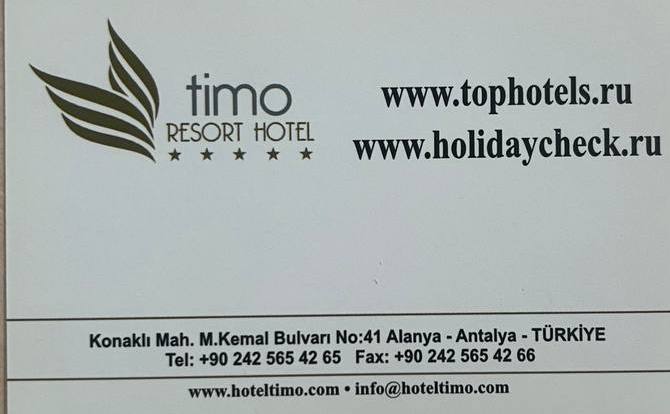 timo
RESORT HOTEL
★ ★ ★ ★ ★
www.tophotels.ru
www.holidaycheck.ru
Konaklı Mah. M.Kemal Bulvarı No:41 Alanya - Antalya - TÜRKİYE
Tel: +90 242 565 42 65 Fax: +90 242 565 42 66
www.hoteltimo.com • info@hoteltimo.com